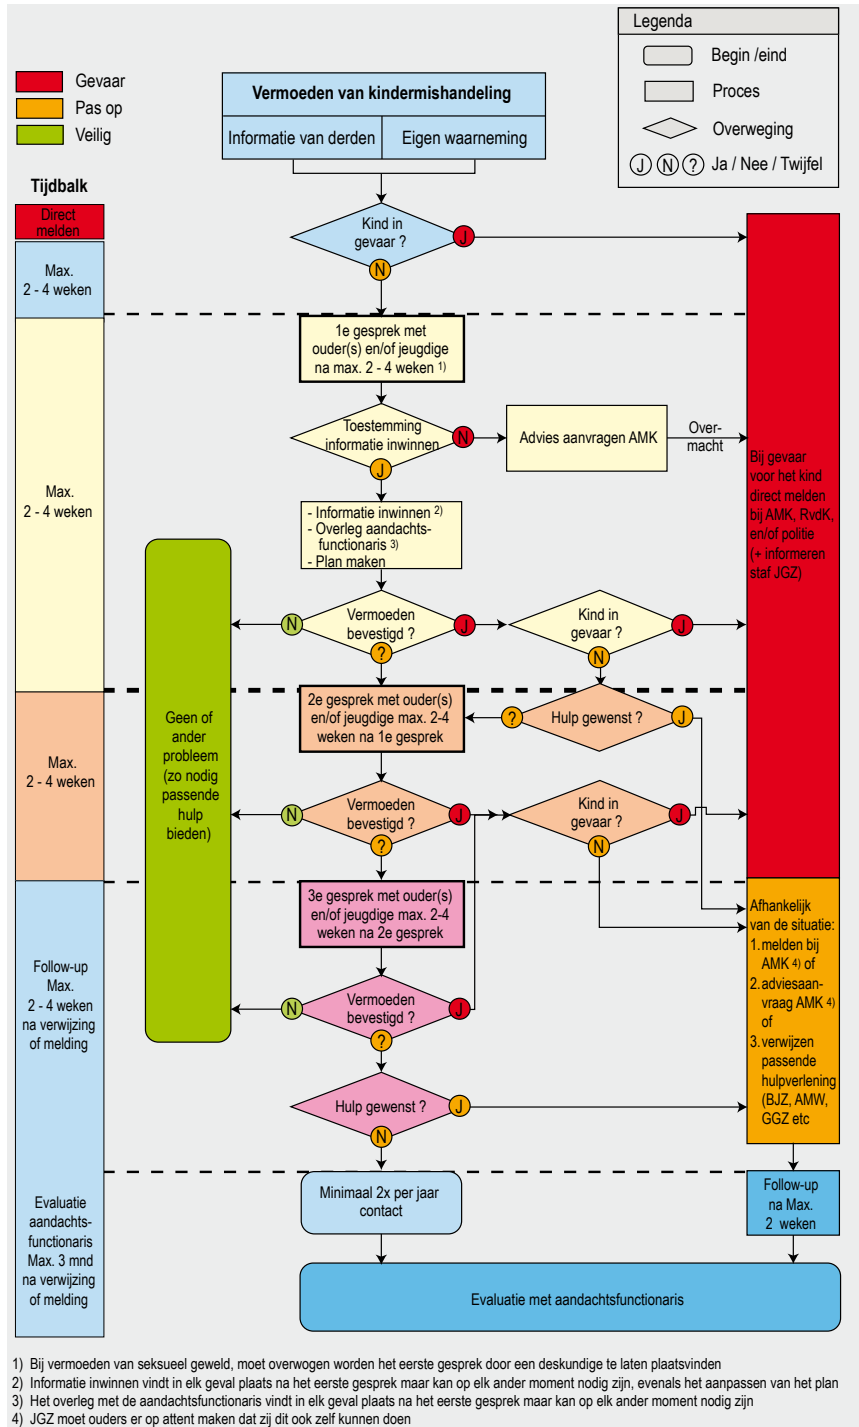 Legenda
Begin /eind
Proces
Overweging
J N ? Ja / Nee / Twijfel
Gevaar
Pas op
Veilig
Vermoeden van kindermishandeling
Informatie van derden
Eigen waarneming
Tijdbalk
Direct
melden
Max.
2 - 4 weken
Max.
2 - 4 weken
Max.
2 - 4 weken
Follow-up
Max.
2 - 4 weken
na verwijzing
of melding
Evaluatie
aandachts-
functionaris
Max. 3 mnd
na verwijzing
of melding
Kind in
gevaar ?
J
N
1e gesprek met
ouder(s) en/of jeugdige
na max. 2 - 4 weken 1)
Toestemming
informatie inwinnen
N
J
Advies aanvragen AMK
Over-
macht
- Informatie inwinnen 2)
- Overleg aandachts-
functionaris 3)
- Plan maken
Vermoeden
bevestigd ?
N
J
?
Kind in
gevaar ?
J
N
Geen of
ander
probleem
(zo nodig
passende
hulp
bieden)
2e gesprek met ouder(s)
en/of jeugdige max. 2-4
weken na 1e gesprek
Hulp gewenst ?
?
J
Vermoeden
bevestigd ?
N
J
?
Kind in
gevaar ?
J
N
3e gesprek met ouder(s)
en/of jeugdige max. 2-4
weken na 2e gesprek
Vermoeden
bevestigd ?
N
J
?
Hulp gewenst ?
J
N
Minimaal 2x per jaar
contact
Bij gevaar
voor het kind
direct melden
bij AMK, RvdK,
en/of politie
(+ informeren
staf JGZ)
Afhankelijk
van de situatie:
1. melden bij
AMK 4) of
2. adviesaan-
vraag AMK 4)
of
3. verwijzen
passende
hulpverlening
(BJZ, AMW,
GGZ etc
Follow-up
na Max.
2 weken
Evaluatie met aandachtsfunctionaris
1) Bij vermoeden van seksueel geweld, moet overwogen worden het eerste gesprek door een deskundige te laten plaatsvinden
2) Informatie inwinnen vindt in elk geval plaats na het eerste gesprek maar kan op elk ander moment nodig zijn, evenals het aanpassen van het plan
3) Het overleg met de aandachtsfunctionaris vindt in elk geval plaats na het eerste gesprek maar kan op elk ander moment nodig zijn
4) JGZ moet ouders er op attent maken dat zij dit ook zelf kunnen doen